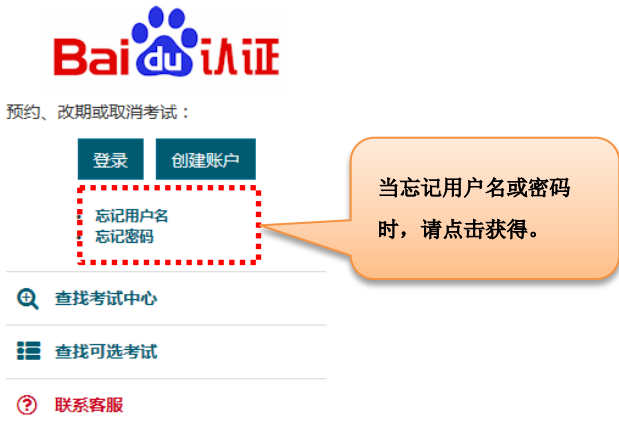 Baidu认证
预约、改期或取消考试：
登录 创建账户
忘记用户名
忘记密码
当忘记用户名或密码
时，请点击获得。
查找考试中心
查找可选考试
联系客服